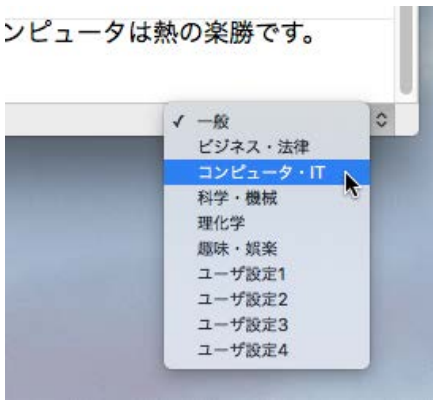 ンピュータは熱の楽勝です。
✓ 一般
ビジネス・法律
コンピュータ・IT
科学・機械
理化学
趣味・娯楽
ユーザ設定1
ユーザ設定2
ユーザ設定3
ユーザ設定4